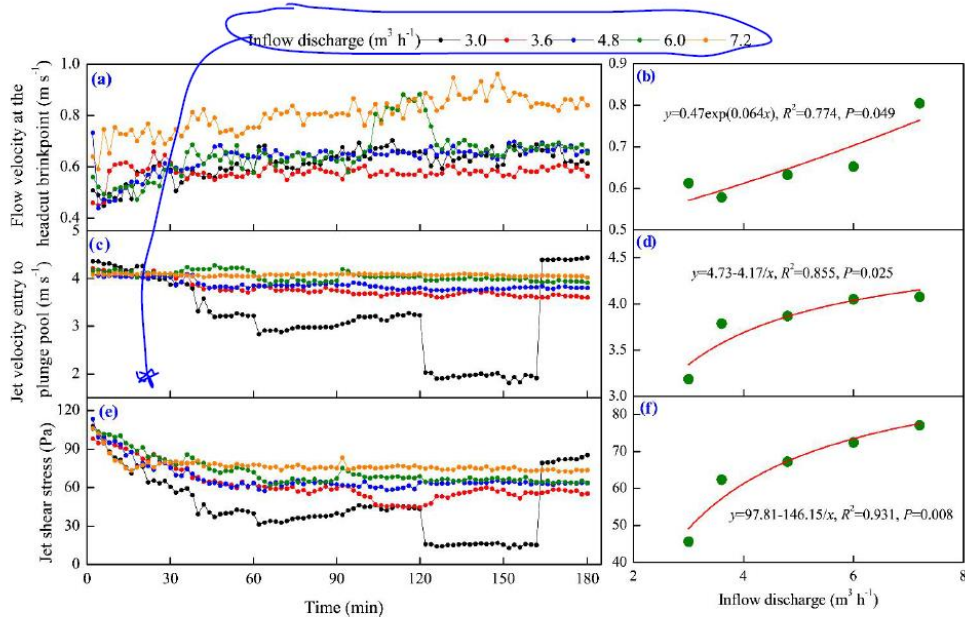 Inflow discharge (m³ h⁻¹) 3.0 3.6 4.8 6.0 7.2
Flow velocity at the
headcut brinkpoint (m s⁻¹)
1.0
0.8
0.6
0.4
(a)
(b)
y=0.47exp(0.064x), R²=0.774, P=0.049
0.8
0.7
0.6
0.5
Jet velocity entry to
plunge pool (m s⁻¹)
5
4
3
2
(c)
(d)
y=4.73-4.17/x, R²=0.855, P=0.025
4.5
4.0
3.5
3.0
Jet shear stress (Pa)
120
90
60
30
0
(e)
(f)
y=97.81-146.15/x, R²=0.931, P=0.008
80
70
60
50
40
0 30 60 90 120 150 180
Time (min)
2 4 6 8
Inflow discharge (m³ h⁻¹)